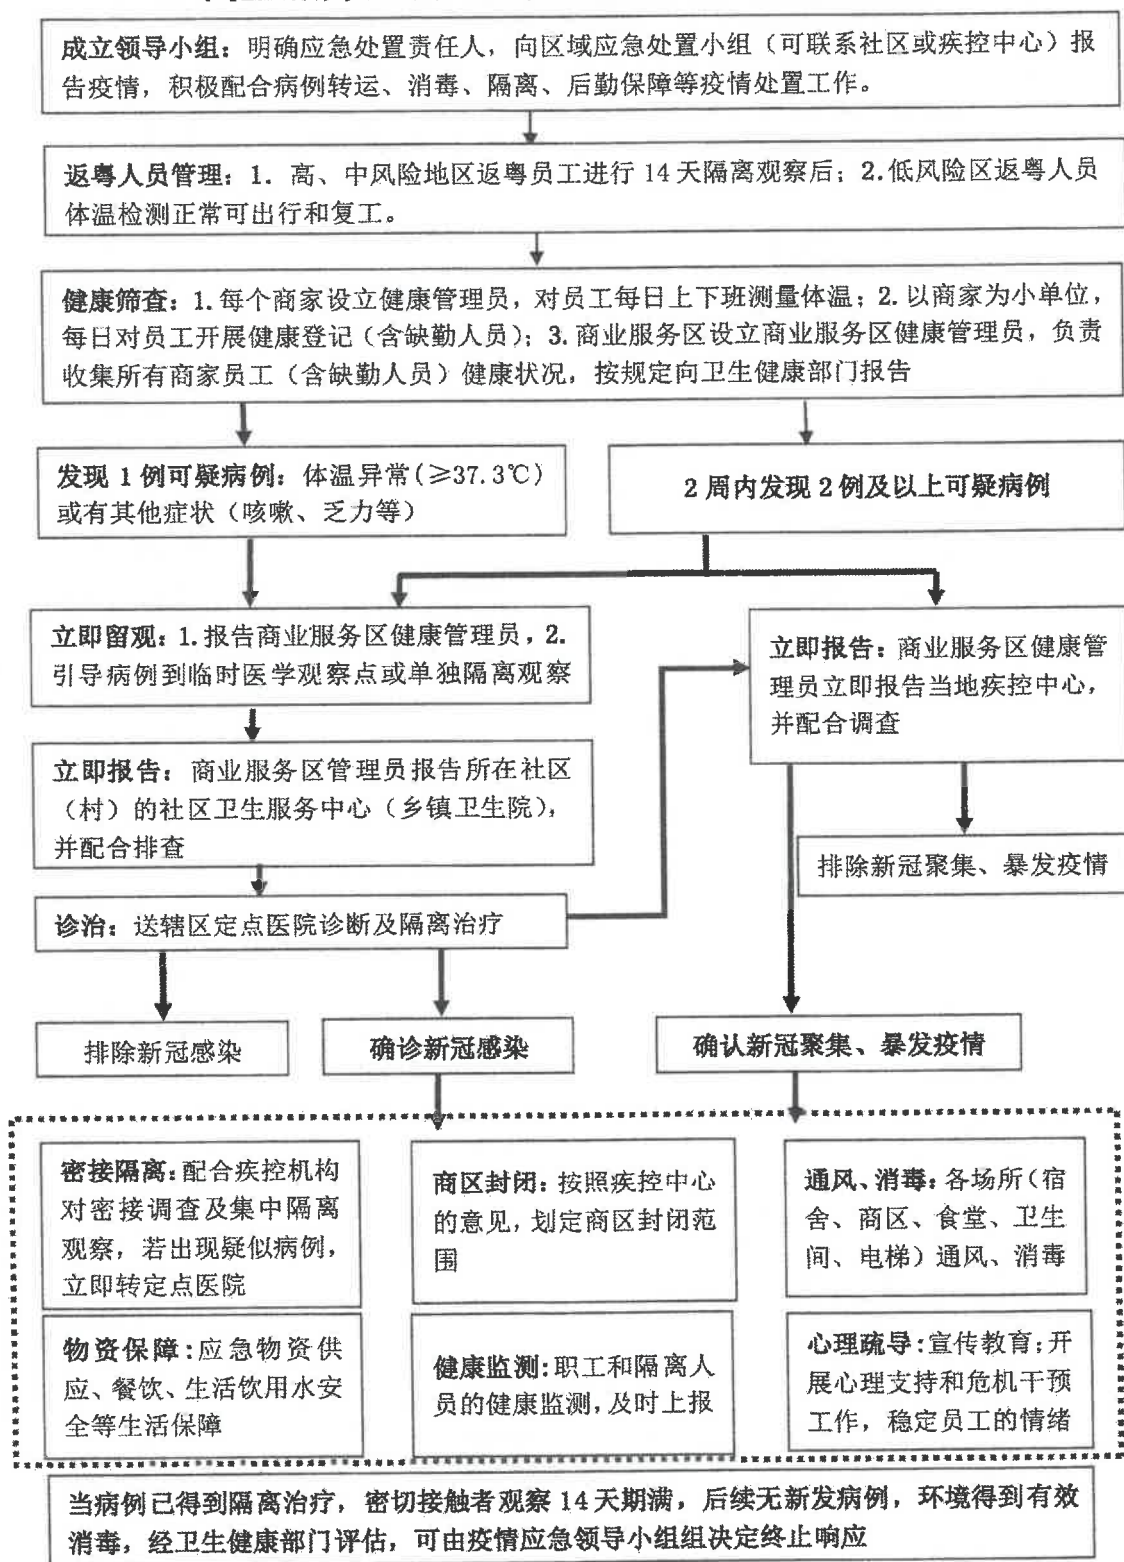 成立领导小组：明确应急处置责任人，向区域应急处置小组（可联系社区或疾控中心）报
告疫情，积极配合病例转运、消毒、隔离、后勤保障等疫情处置工作。
返粤人员管理：1. 高、中风险地区返粤员工进行 14 天隔离观察后；2.低风险区返粤人员
体温检测正常可出行和复工。
健康筛查：1.每个商家设立健康管理员，对员工每日上下班测量体温；2.以商家为小单位，
每日对员工开展健康登记（含缺勤人员）；3.商业服务区设立商业服务区健康管理员，负责
收集所有商家员工（含缺勤人员）健康状况，按规定向卫生健康部门报告
发现 1 例可疑病例：体温异常（≥37.3℃）
或有其他症状（咳嗽、乏力等）
2 周内发现 2 例及以上可疑病例
立即留观：1.报告商业服务区健康管理员，2.
引导病例到临时医学观察点或单独隔离观察
立即报告：商业服务区健康管
理员立即报告当地疾控中心，
并配合调查
立即报告：商业服务区管理员报告所在社区
（村）的社区卫生服务中心（乡镇卫生院），
并配合排查
排除新冠聚集、暴发疫情
诊治：送辖区定点医院诊断及隔离治疗
排除新冠感染
确诊新冠感染
确认新冠聚集、暴发疫情
密接隔离：配合疾控机构
对密接调查及集中隔离
观察，若出现疑似病例，
立即转定点医院
商区封闭：按照疾控中心
的意见，划定商区封闭范
围
通风、消毒：各场所（宿
舍、商区、食堂、卫生
间、电梯）通风、消毒
物资保障：应急物资供
应、餐饮、生活饮用水安
全等生活保障
健康监测：职工和隔离人
员的健康监测，及时上报
心理疏导：宣传教育；开
展心理支持和危机干预
工作，稳定员工的情绪
当病例已得到隔离治疗，密切接触者观察 14 天期满，后续无新发病例，环境得到有效
消毒，经卫生健康部门评估，可由疫情应急领导小组组决定终止响应